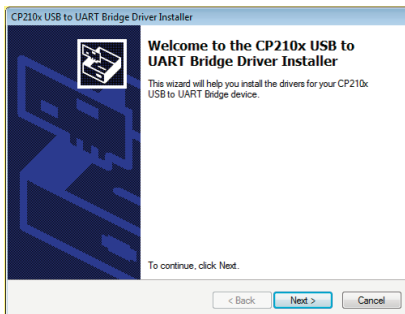 CP210x USB to UART Bridge Driver Installer
Welcome to the CP210x USB to
UART Bridge Driver Installer
This wizard will help you install the drivers for your CP210x
USB to UART Bridge device.
To continue, click Next.
< Back
Next >
Cancel